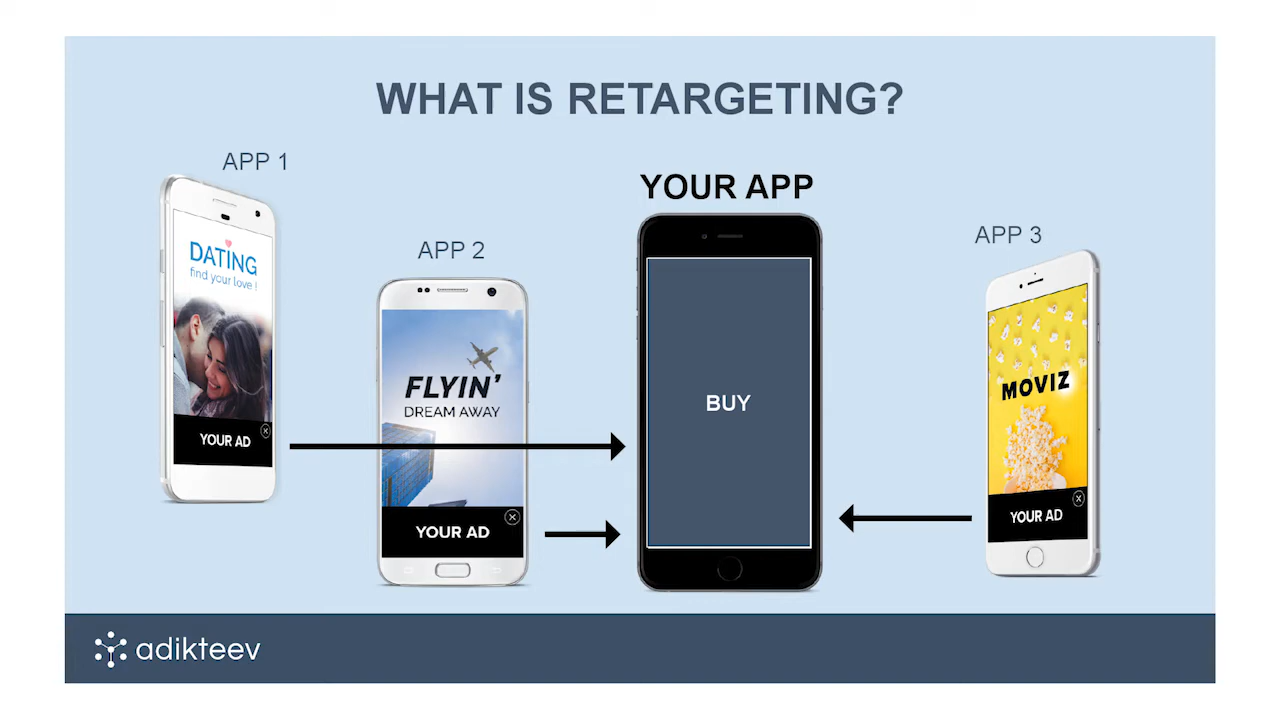 WHAT IS RETARGETING?
APP 1
DATING
find your love !
YOUR AD
APP 2
FLYIN’
DREAM AWAY
YOUR AD
YOUR APP
BUY
APP 3
MOVIZ
YOUR AD
adikteev